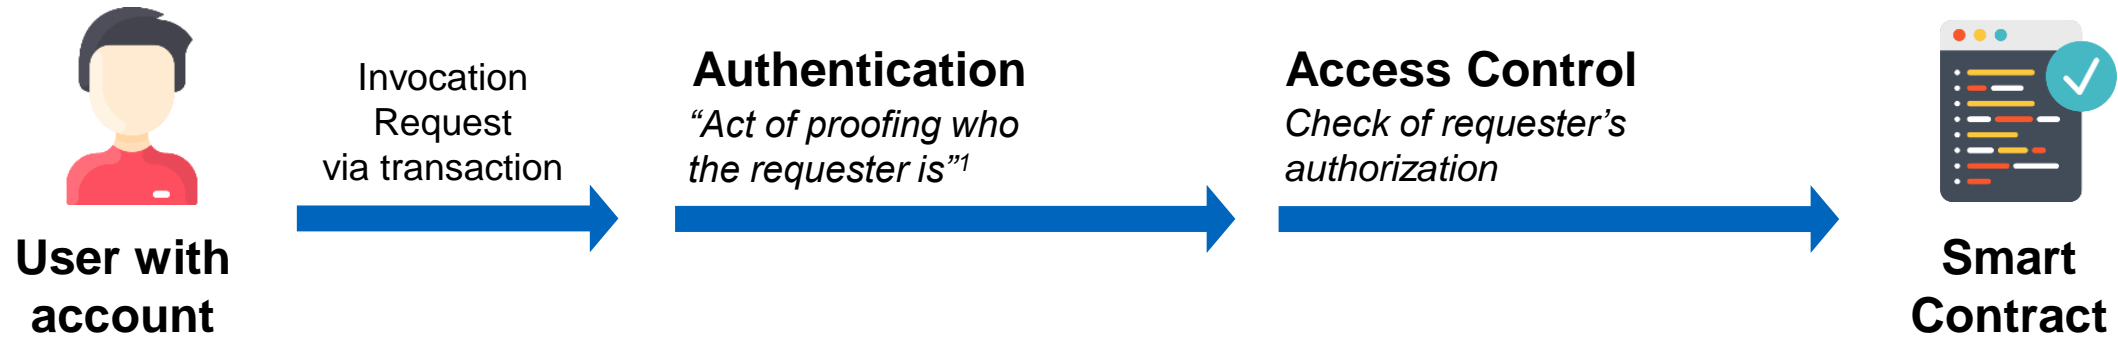 User with
account
Invocation
Request
via transaction
Authentication
“Act of proofing who
the requester is”1
Access Control
Check of requester’s
authorization
Smart
Contract